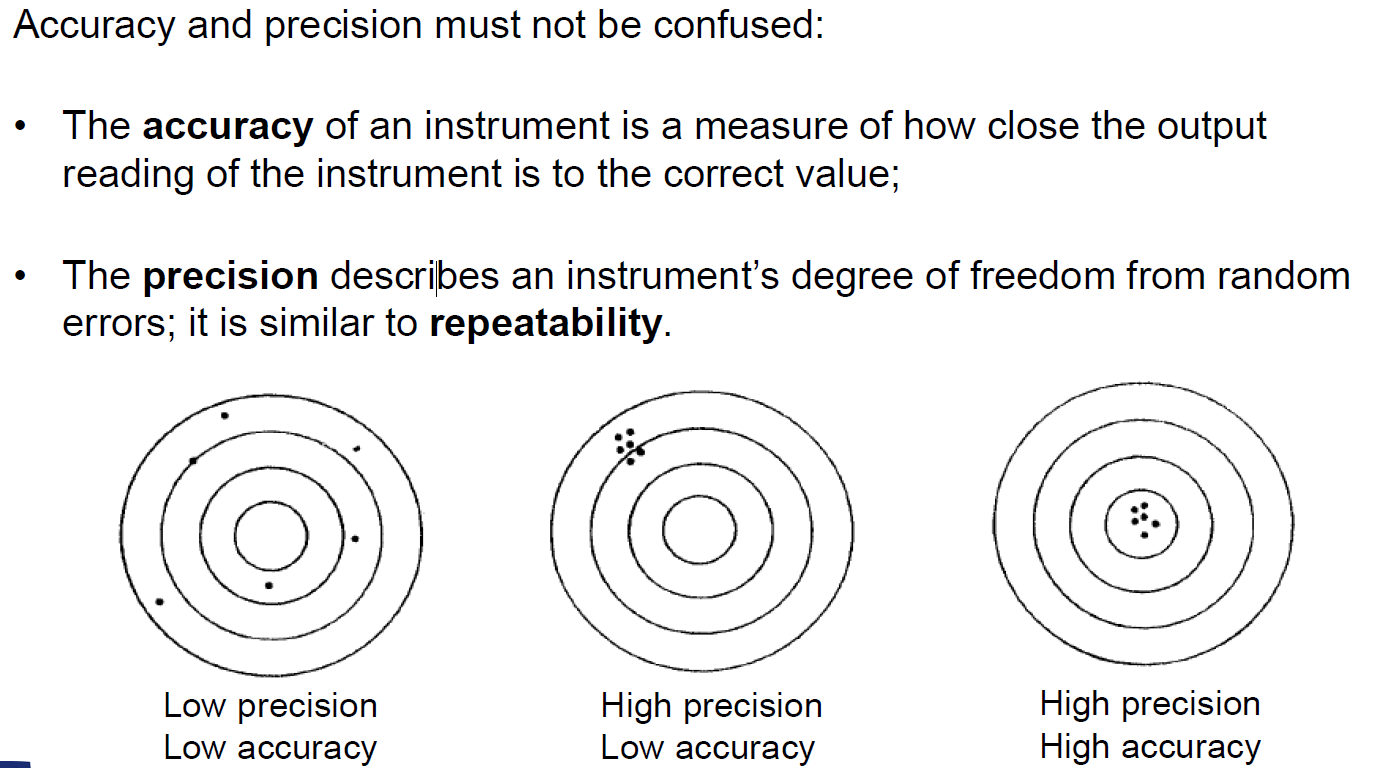 Accuracy and precision must not be confused:
• The accuracy of an instrument is a measure of how close the output
reading of the instrument is to the correct value;
• The precision describes an instrument’s degree of freedom from random
errors; it is similar to repeatability.
Low precision
Low accuracy
High precision
Low accuracy
High precision
High accuracy